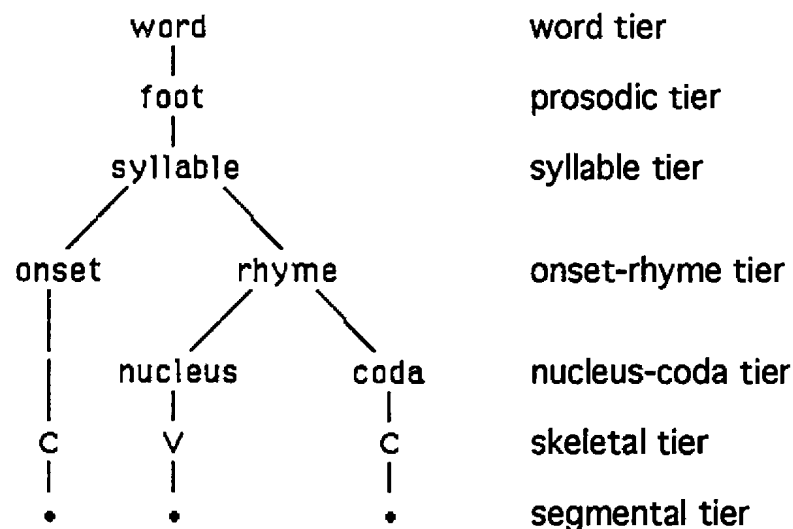 word word tier
foot prosodic tier
syllable syllable tier
onset rhyme onset-rhyme tier
nucleus coda nucleus-coda tier
C V C skeletal tier
• • • segmental tier